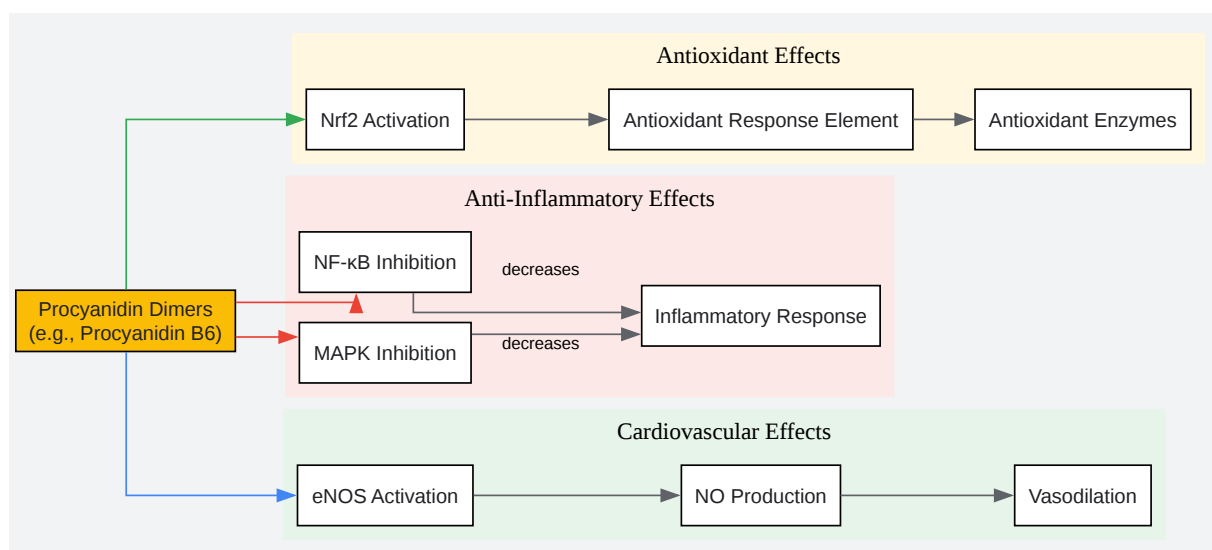 Antioxidant Effects
Nrf2 Activation
Antioxidant Response Element
Antioxidant Enzymes
Anti-Inflammatory Effects
NF-κB Inhibition
decreases
Procyanidin Dimers
(e.g., Procyanidin B6)
Inflammatory Response
MAPK Inhibition
decreases
Cardiovascular Effects
eNOS Activation
NO Production
Vasodilation